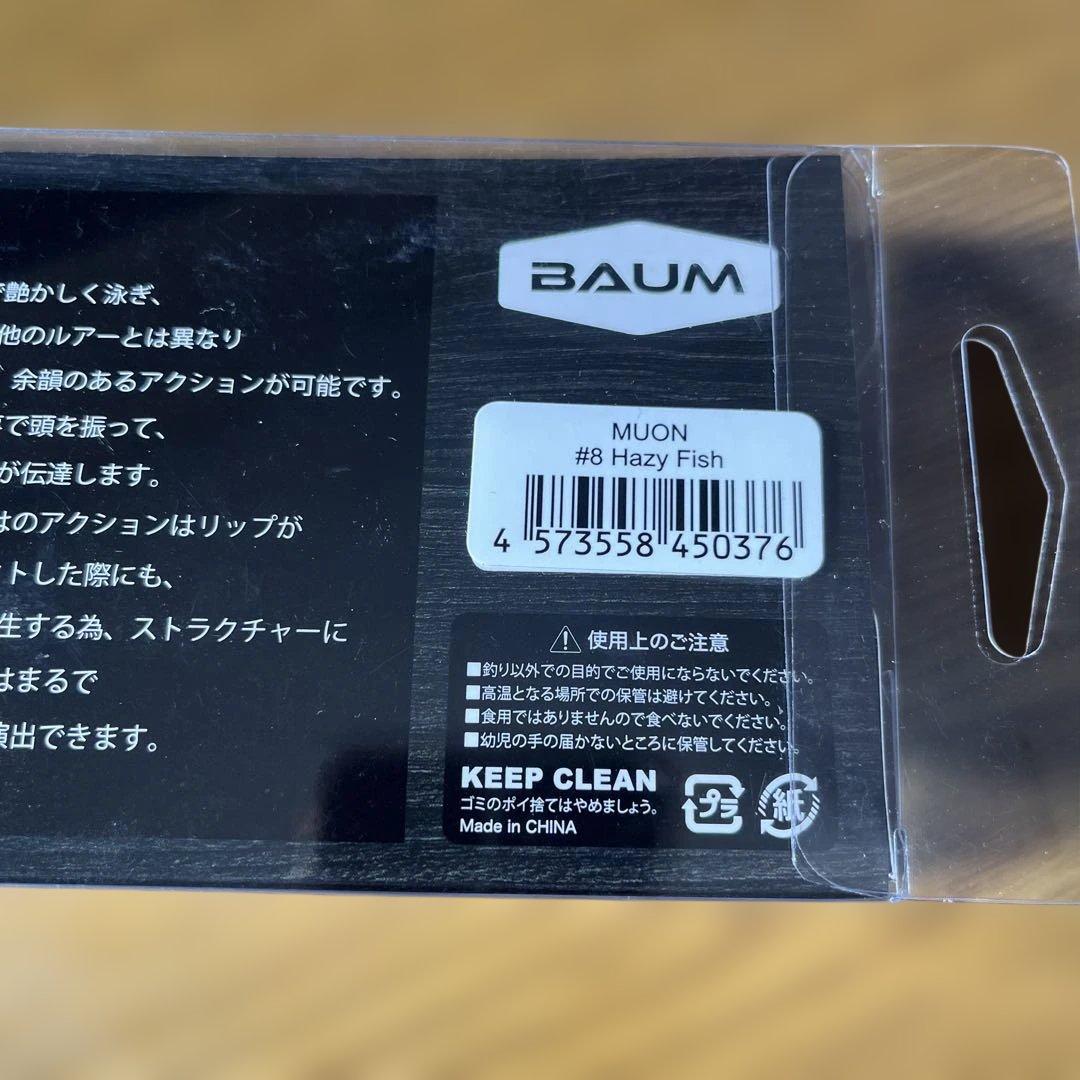 で艶かしく泳ぎ、
他のルアーとは異なり
余韻のあるアクションが可能です。
で頭を振って、
が伝達します。
はのアクションはリップが
ットした際にも、
生する為、ストラクチャーに
はまるで
演出できます。
BAUM
MUON
#8 Hazy Fish
4 573558 450376
使用上のご注意
■釣り以外での目的でご使用にならないでください。
■高温となる場所での保管は避けてください。
■食用ではありませんので食べないでください。
■幼児の手の届かないところに保管してください。
KEEP CLEAN
ゴミのポイ捨てはやめましょう。
Made in CHINA
プラ
紙